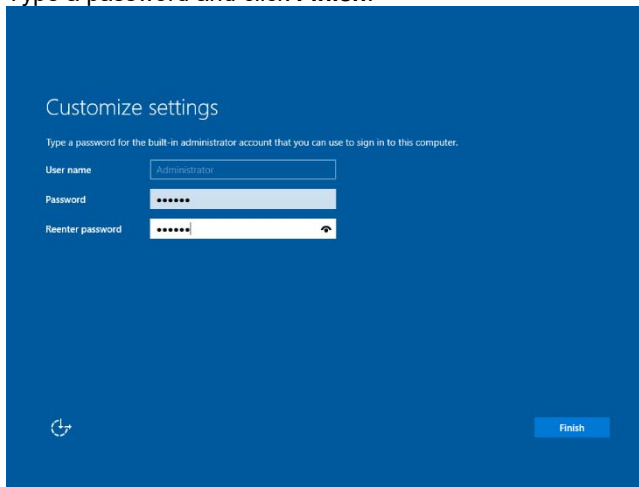 Type a password and click Finish.
Customize settings
Type a password for the built-in administrator account that you can use to sign in to this computer.
User name
Administrator
Password
••••••
Reenter password
••••••
Finish